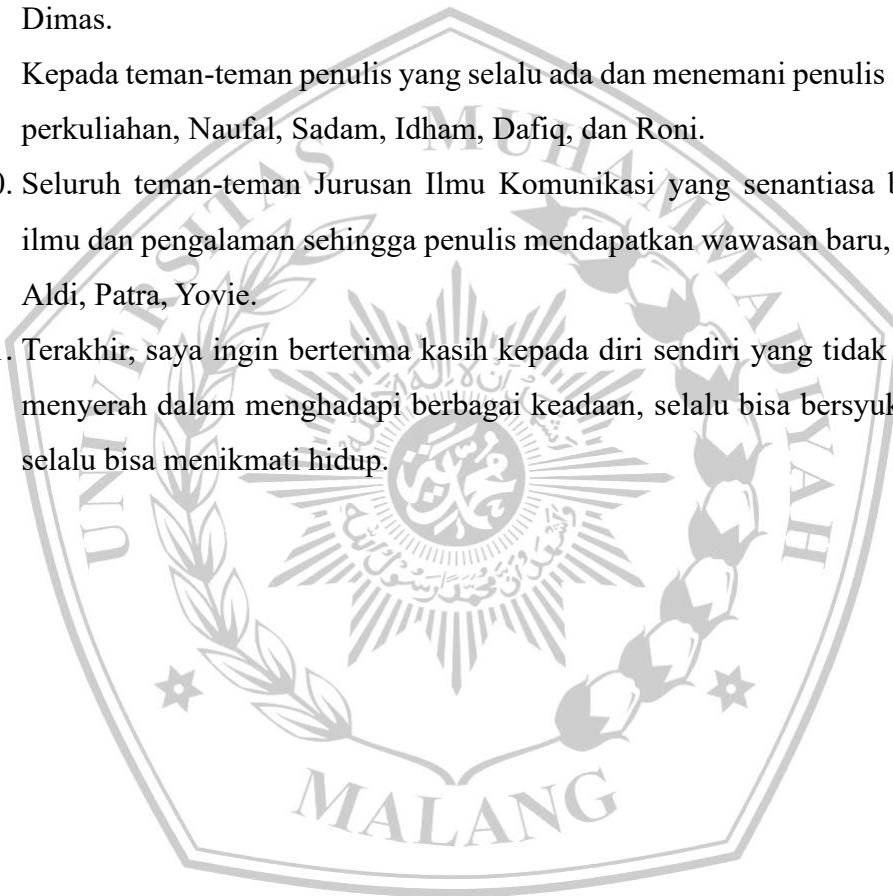 Dimas.
Kepada teman-teman penulis yang selalu ada dan menemani penulis
perkuliahan, Naufal, Sadam, Idham, Dafiq, dan Roni.
Seluruh teman-teman Jurusan Ilmu Komunikasi yang senantiasa
ilmu dan pengalaman sehingga penulis mendapatkan wawasan baru,
Aldi, Patra, Yovie.
Terakhir, saya ingin berterima kasih kepada diri sendiri yang tidak
menyerah dalam menghadapi berbagai keadaan, selalu bisa
selalu bisa menikmati hidup.
UNIVERSITAS MUHAMMADIYAH
MALANG